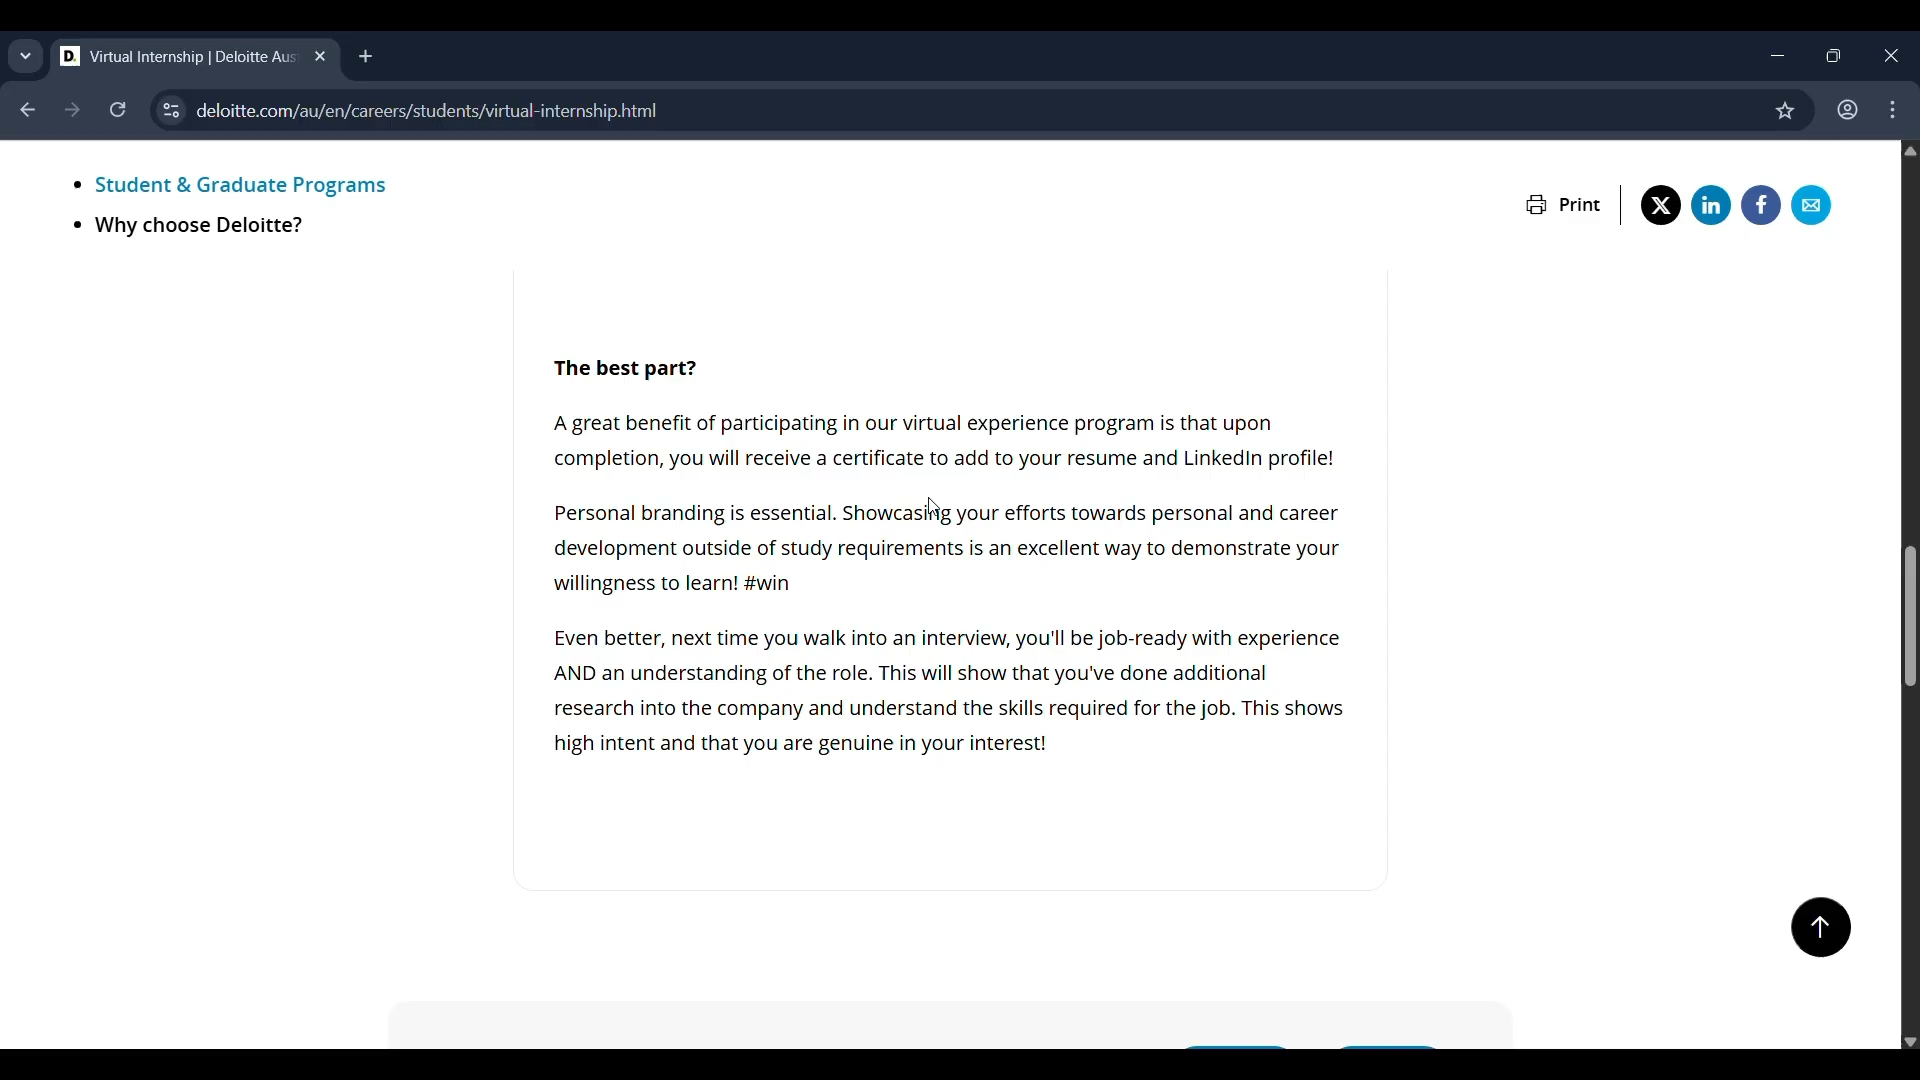 D. Virtual Internship | Deloitte Aus
deloitte.com/au/en/careers/students/virtual-internship.html
• Student & Graduate Programs
• Why choose Deloitte?
Print
The best part?
A great benefit of participating in our virtual experience program is that upon
completion, you will receive a certificate to add to your resume and LinkedIn profile!
Personal branding is essential. Showcasing your efforts towards personal and career
development outside of study requirements is an excellent way to demonstrate your
willingness to learn! #win
Even better, next time you walk into an interview, you'll be job-ready with experience
AND an understanding of the role. This will show that you've done additional
research into the company and understand the skills required for the job. This shows
high intent and that you are genuine in your interest!